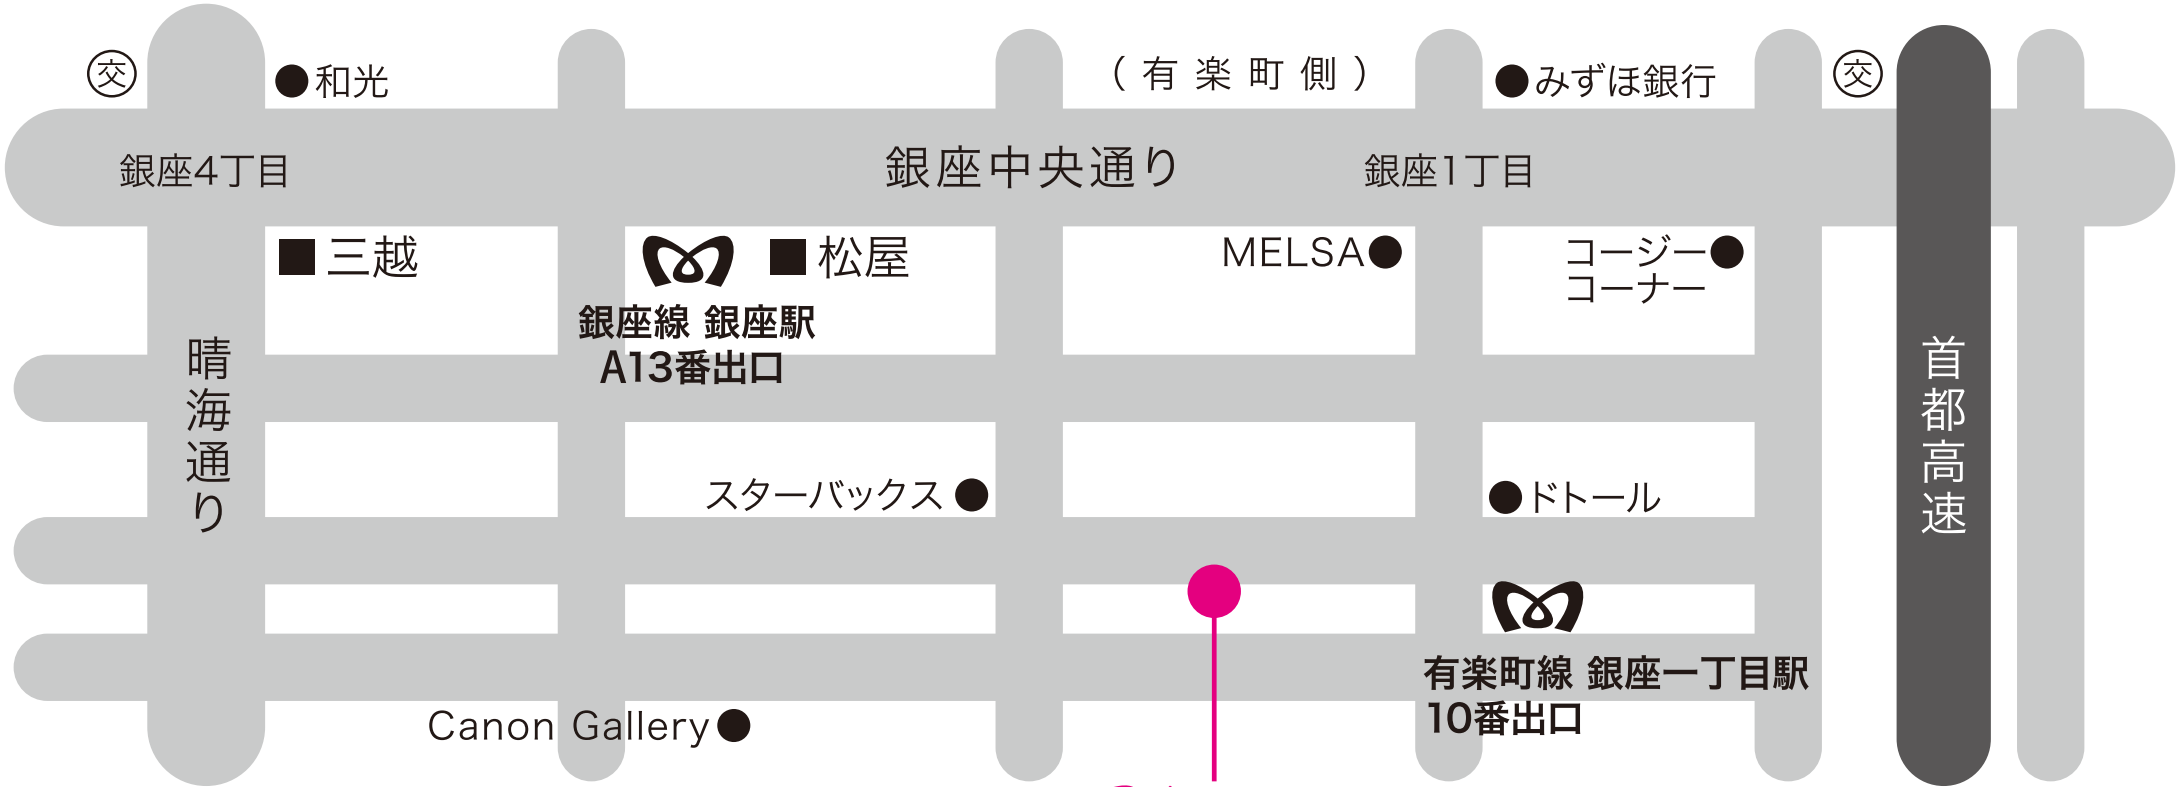 交
和光
（有楽町側）
みずほ銀行
交
銀座4丁目
銀座中央通り
銀座1丁目
三越
松屋
MELSA
コージー
コーナー
銀座線 銀座駅
A13番出口
晴海通り
首都高速
スターバックス
ドトール
有楽町線 銀座一丁目駅
10番出口
Canon Gallery